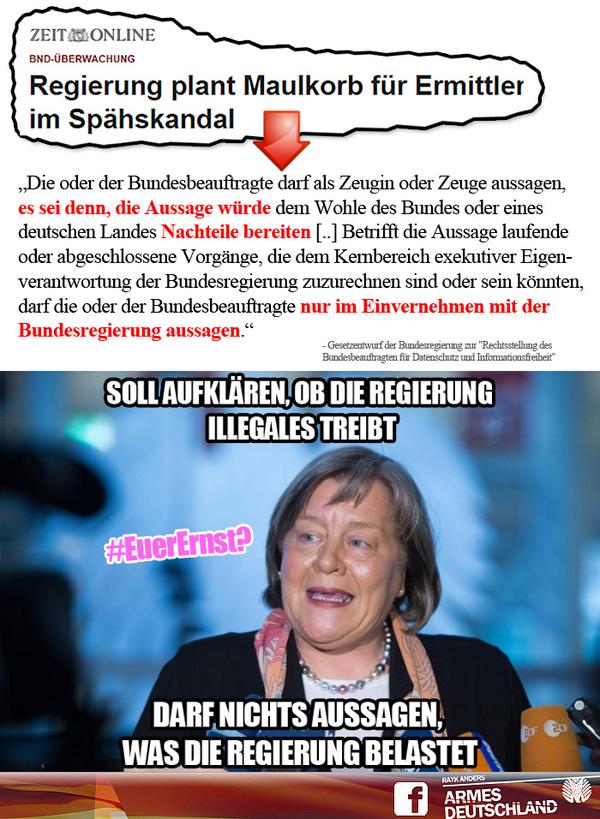 ZEIT ONLINE
BND-ÜBERWACHUNG
Regierung plant Maulkorb für Ermittler
im Spähskandal
„Die oder der Bundesbeauftragte darf als Zeugin oder Zeuge aussagen,
es sei denn, die Aussage würde dem Wohle des Bundes oder eines
deutschen Landes Nachteile bereiten [..] Betrifft die Aussage laufende
oder abgeschlossene Vorgänge, die dem Kernbereich exekutiver Eigen-
verantwortung der Bundesregierung zuzurechnen sind oder sein könnten,
darf die oder der Bundesbeauftragte nur im Einvernehmen mit der
Bundesregierung aussagen.“
- Gesetzentwurf der Bundesregierung zur "Rechtsstellung des
Bundesbeauftragten für Datenschutz und Informationsfreiheit"
SOLL AUFKLÄREN, OB DIE REGIERUNG
ILLEGALES TREIBT
#EuerErnst?
DARF NICHTS AUSSAGEN,
WAS DIE REGIERUNG BELASTET
ZDF
f
RAYK ANDERS
ARMES
DEUTSCHLAND